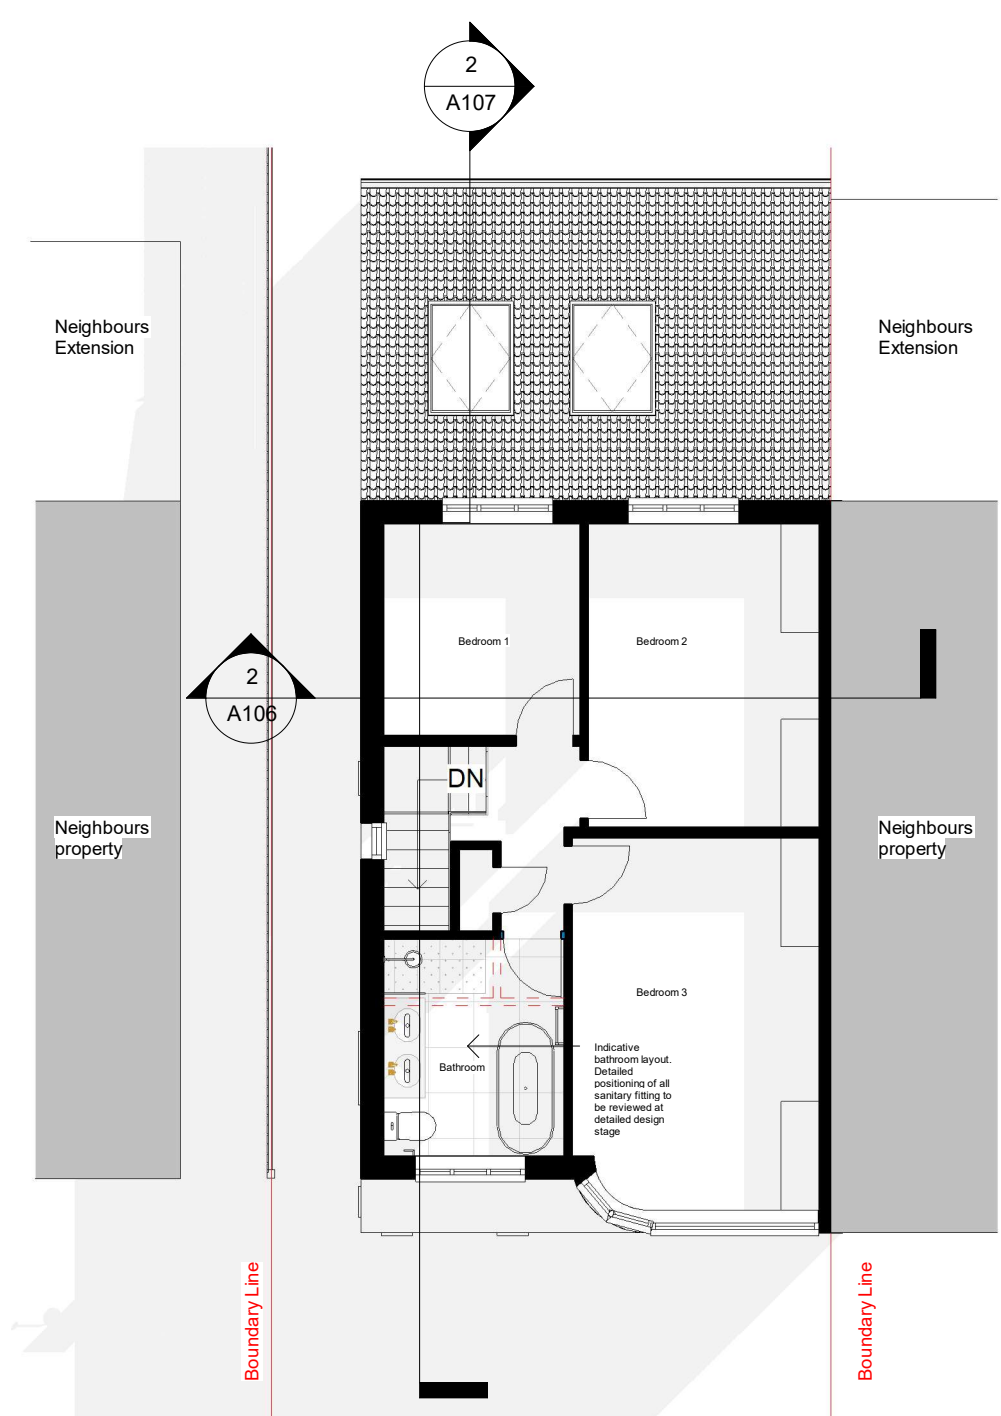 2
A107
Neighbours
Extension
Neighbours
Extension
Bedroom 1
Bedroom 2
2
A106
DN
Neighbours
property
Neighbours
property
Bedroom 3
Bathroom
Indicative
bathroom layout.
Detailed
positioning of all
sanitary fitting to
be reviewed at
detailed design
stage
Boundary Line
Boundary Line